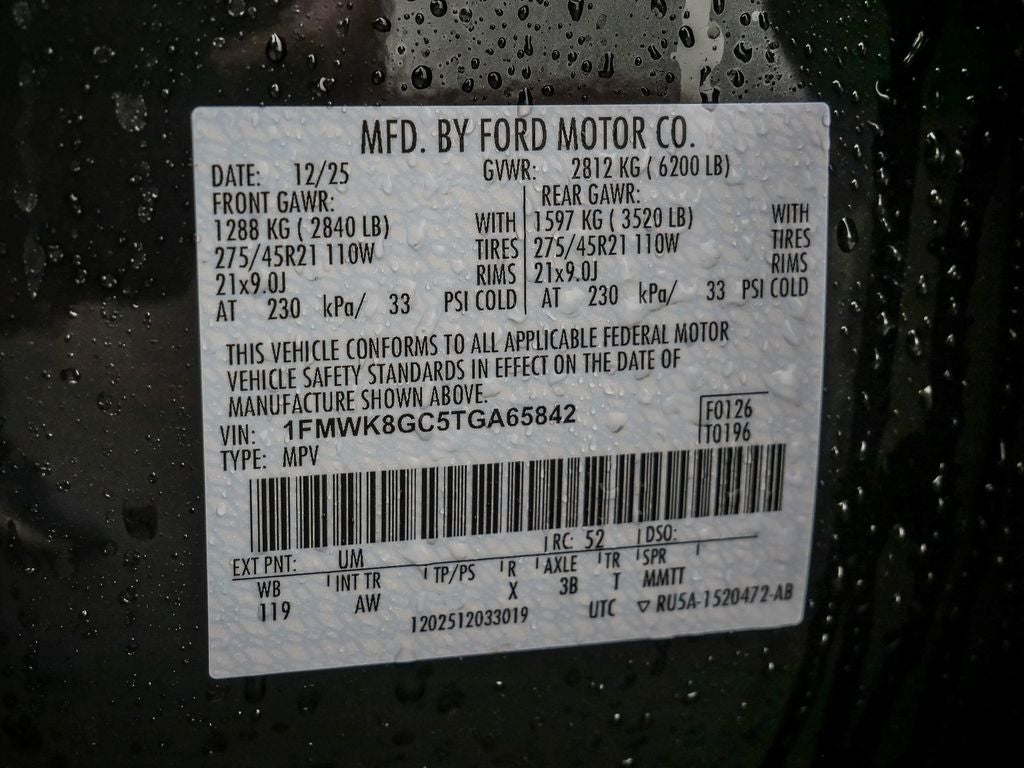 MFD. BY FORD MOTOR CO.
DATE: 12/25 GVWR: 2812 KG ( 6200 LB)
FRONT GAWR: REAR GAWR:
1288 KG ( 2840 LB) WITH 1597 KG ( 3520 LB) WITH
275/45R21 110W TIRES 275/45R21 110W TIRES
21x9.0J RIMS 21x9.0J RIMS
AT 230 kPa/ 33 PSI COLD AT 230 kPa/ 33 PSI COLD
THIS VEHICLE CONFORMS TO ALL APPLICABLE FEDERAL MOTOR
VEHICLE SAFETY STANDARDS IN EFFECT ON THE DATE OF
MANUFACTURE SHOWN ABOVE.
VIN: 1FMWK8GC5TGA65842 F0126
TYPE: MPV T0196
EXT PNT: UM RC: 52 DSO:
WB INT TR TP/PS R AXLE TR SPR
119 AW X 3B T MMTT
1202512033019 UTC ▽ RU5A-1520472-AB